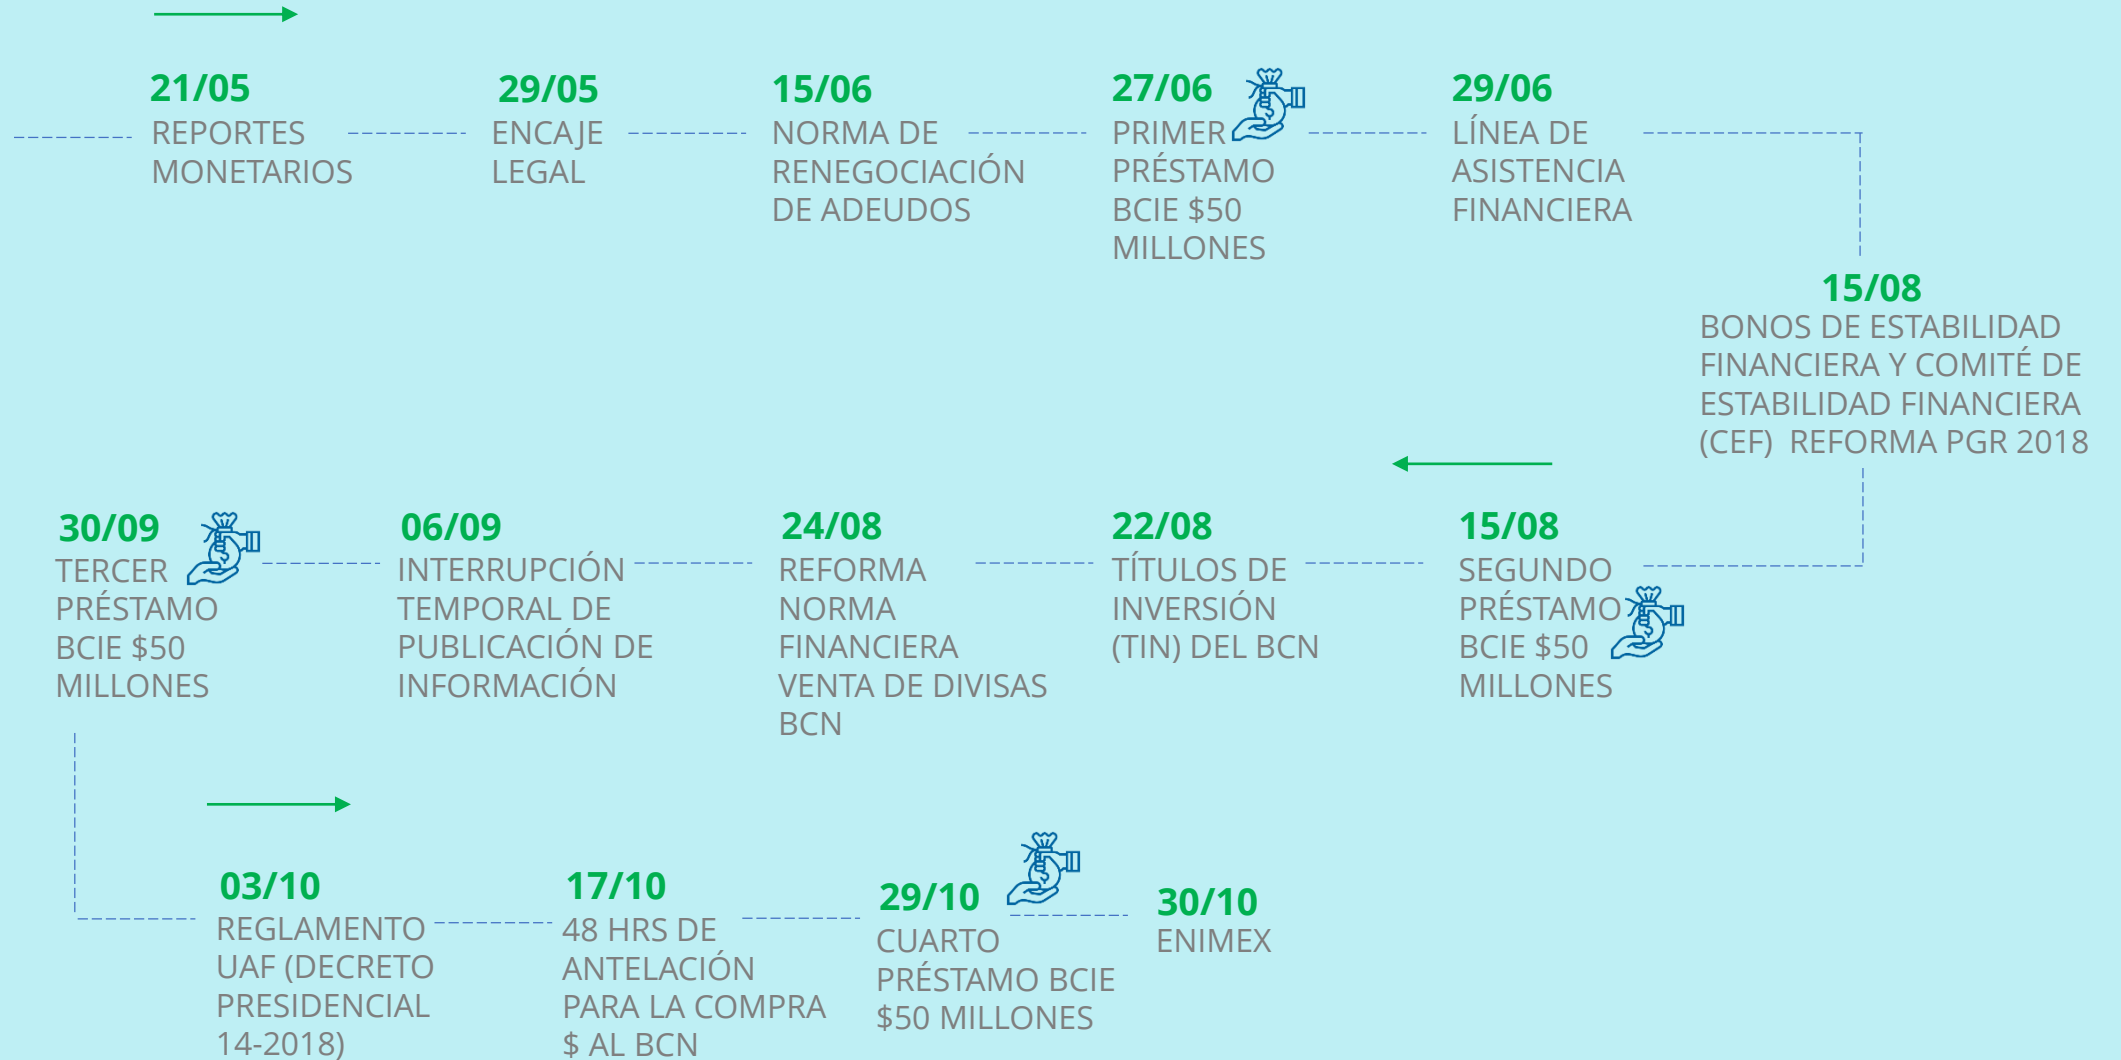 21/05
REPORTES
MONETARIOS
29/05
ENCAJE
LEGAL
15/06
NORMA DE
RENEGOCIACIÓN
DE ADEUDOS
27/06
PRIMER
PRÉSTAMO
BCIE $50
MILLONES
29/06
LÍNEA DE
ASISTENCIA
FINANCIERA
15/08
BONOS DE ESTABILIDAD
FINANCIERA Y COMITÉ DE
ESTABILIDAD FINANCIERA
(CEF) REFORMA PGR 2018
15/08
SEGUNDO
PRÉSTAMO
BCIE $50
MILLONES
22/08
TÍTULOS DE
INVERSIÓN
(TIN) DEL BCN
24/08
REFORMA
NORMA
FINANCIERA
VENTA DE DIVISAS
BCN
06/09
INTERRUPCIÓN
TEMPORAL DE
PUBLICACIÓN DE
INFORMACIÓN
30/09
TERCER
PRÉSTAMO
BCIE $50
MILLONES
03/10
REGLAMENTO
UAF (DECRETO
PRESIDENCIAL
14-2018)
17/10
48 HRS DE
ANTELACIÓN
PARA LA COMPRA
$ AL BCN
29/10
CUARTO
PRÉSTAMO BCIE
$50 MILLONES
30/10
ENIMEX